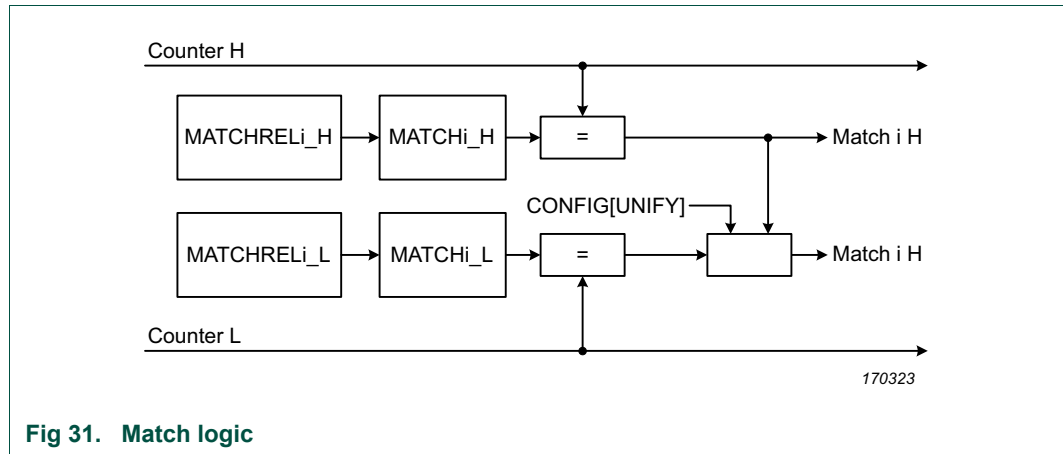 Counter H
MATCHRELi_H
MATCHi_H
=
Match i H
CONFIG[UNIFY]
MATCHRELi_L
MATCHi_L
=
Match i H
Counter L
170323
Fig 31. Match logic